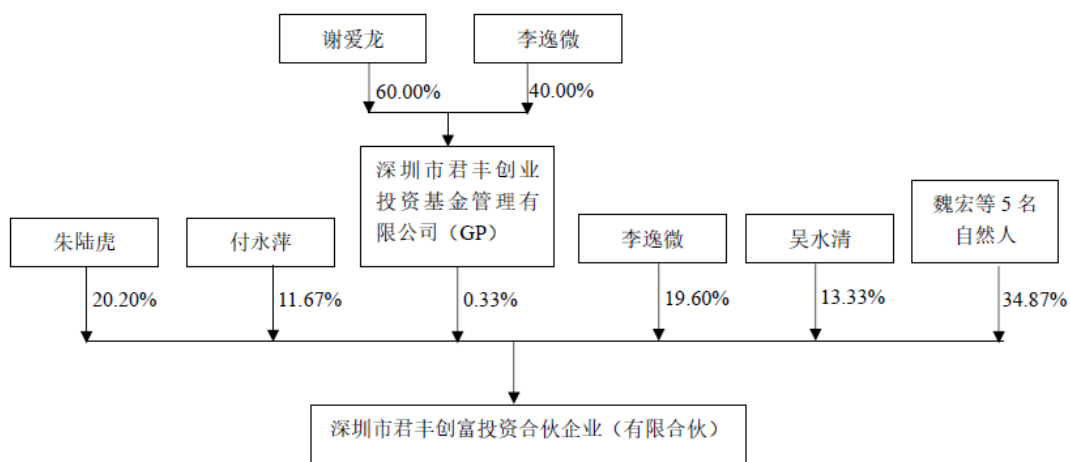 谢爱龙
李逸微
60.00%
40.00%
深圳市君丰创业
投资基金管理有
限公司（GP）
朱陆虎
付永萍
李逸微
吴水清
魏宏等 5 名
自然人
20.20%
11.67%
0.33%
19.60%
13.33%
34.87%
深圳市君丰创富投资合伙企业（有限合伙）